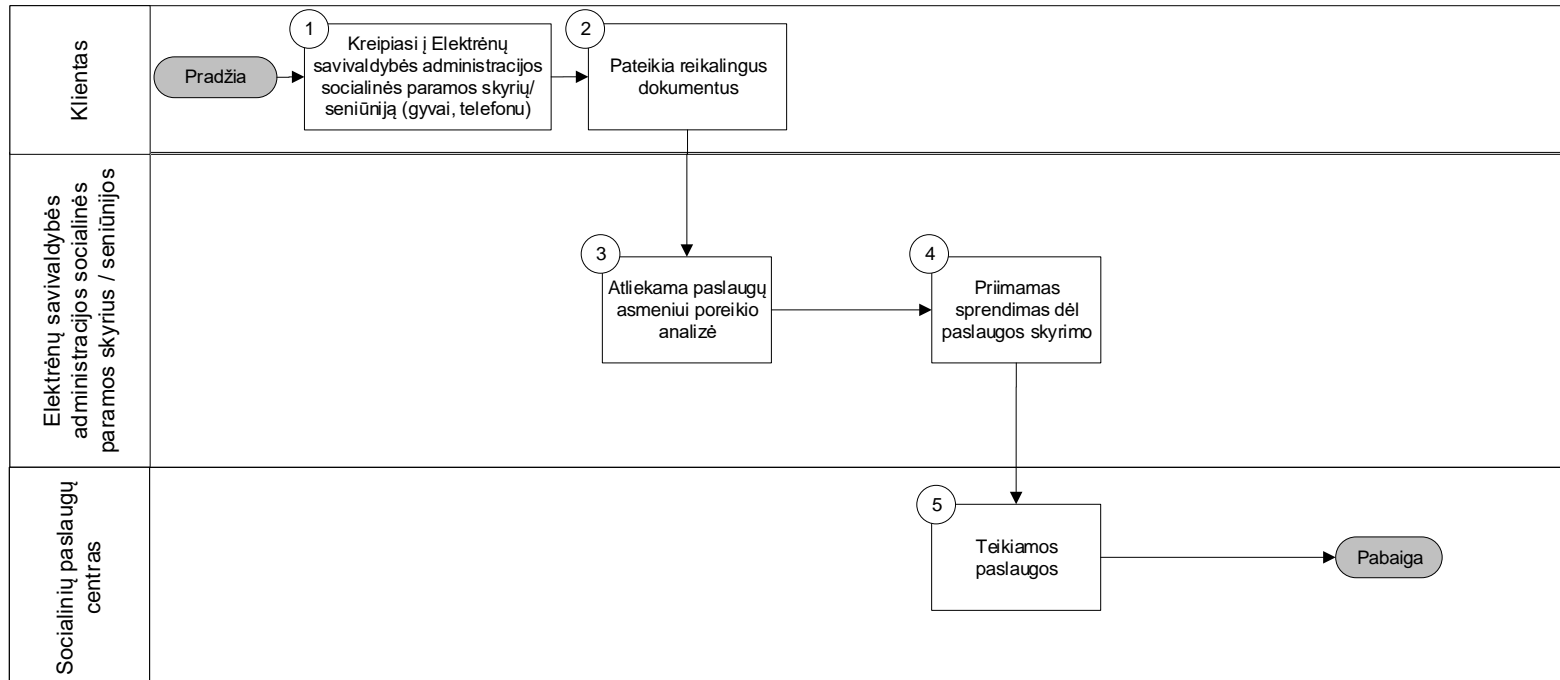 Klientas
Pradžia
1
Kreipiasi į Elektrėnų
savivaldybės administracijos
socialinės paramos skyrių/
seniūniją (gyvai, telefonu)
2
Pateikia reikalingus
dokumentus
Elektrėnų savivaldybės
administracijos socialinės
paramos skyrius / seniūnijos
3
Atliekama paslaugų
asmeniui poreikio
analizė
4
Priimamas
sprendimas dėl
paslaugos skyrimo
Socialinių paslaugų
centras
5
Teikiamos
paslaugos
Pabaiga